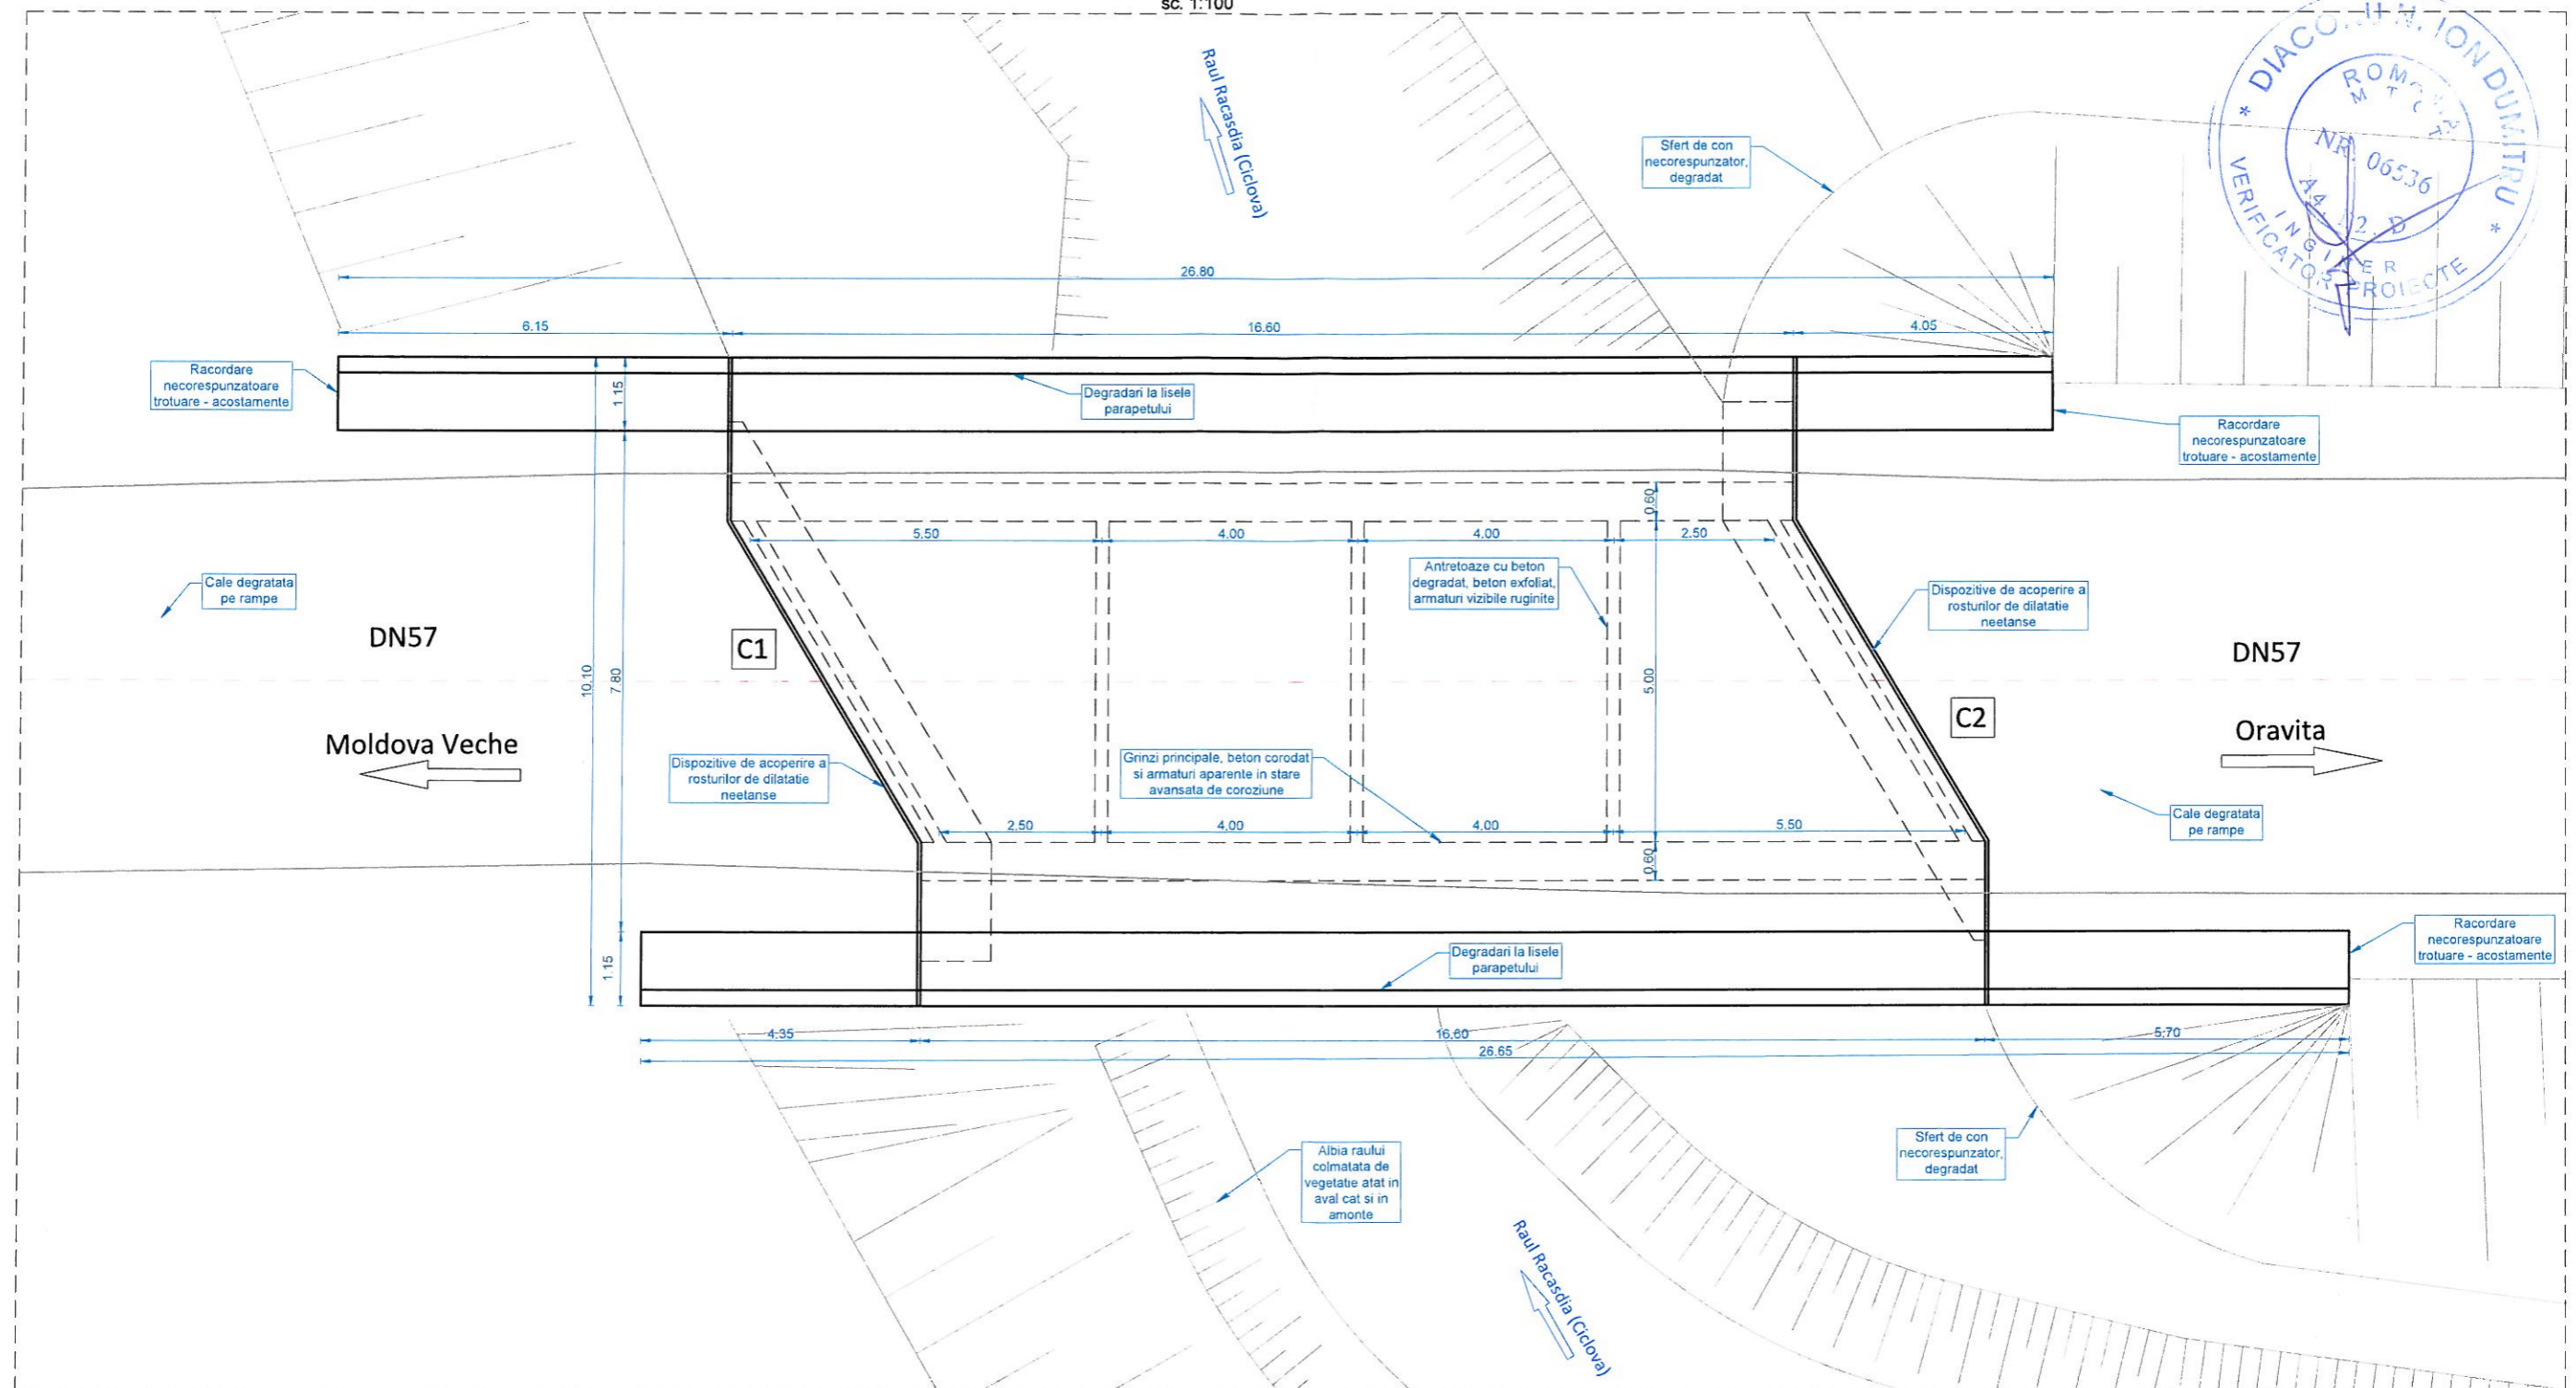 sc. 1:100
Raul Racasdia (Ciclova)
Sfert de con
necorespunzator,
degradat
DIACO
ION DUMITRU
VERIFICATOR PROIECTE
INGINER
NR. 06536
26.80
6.15
16.60
4.05
Racordare
necorespunzatoare
trotuare - acostamente
1.15
Degradari la lisele
parapetului
Racordare
necorespunzatoare
trotuare - acostamente
0.60
5.50
4.00
4.00
2.50
Cale degratata
pe rampe
Antretoaze cu beton
degradat, beton exfoliat,
armaturi vizibile ruginite
Dispozitive de acoperire a
rosturilor de dilatatie
neetanse
DN57
C1
DN57
10.10
7.80
5.00
C2
Moldova Veche
Oravita
Dispozitive de acoperire a
rosturilor de dilatatie
neetanse
Grinzi principale, beton corodat
si armaturi aparente in stare
avansata de coroziune
Cale degratata
pe rampe
2.50
4.00
4.00
5.50
0.60
1.15
Degradari la lisele
parapetului
Racordare
necorespunzatoare
trotuare - acostamente
4.35
16.60
5.70
26.65
Albia raului
colmatata de
vegetatie atat in
aval cat si in
amonte
Sfert de con
necorespunzator,
degradat
Raul Racasdia (Ciclova)